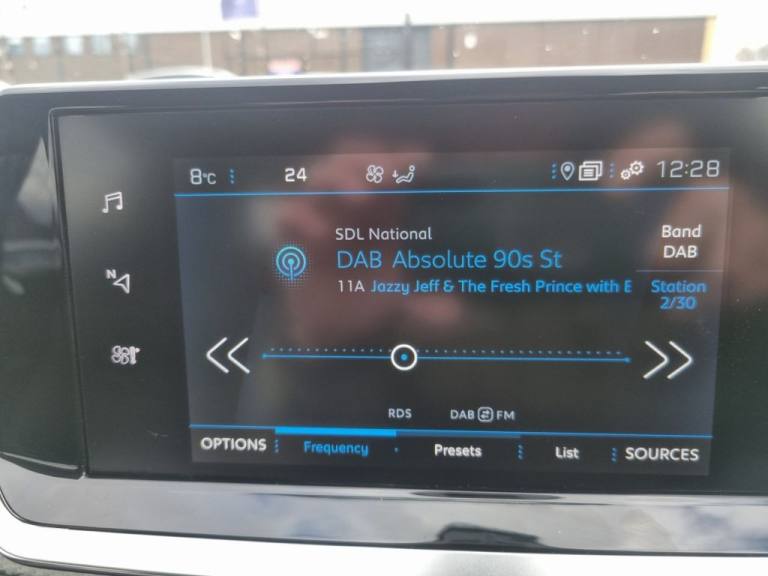 8°C 24 12:28
SDL National
Band
DAB
DAB Absolute 90s St
11A Jazzy Jeff & The Fresh Prince with E
Station
2/30
N
RDS DAB FM
OPTIONS Frequency Presets List SOURCES